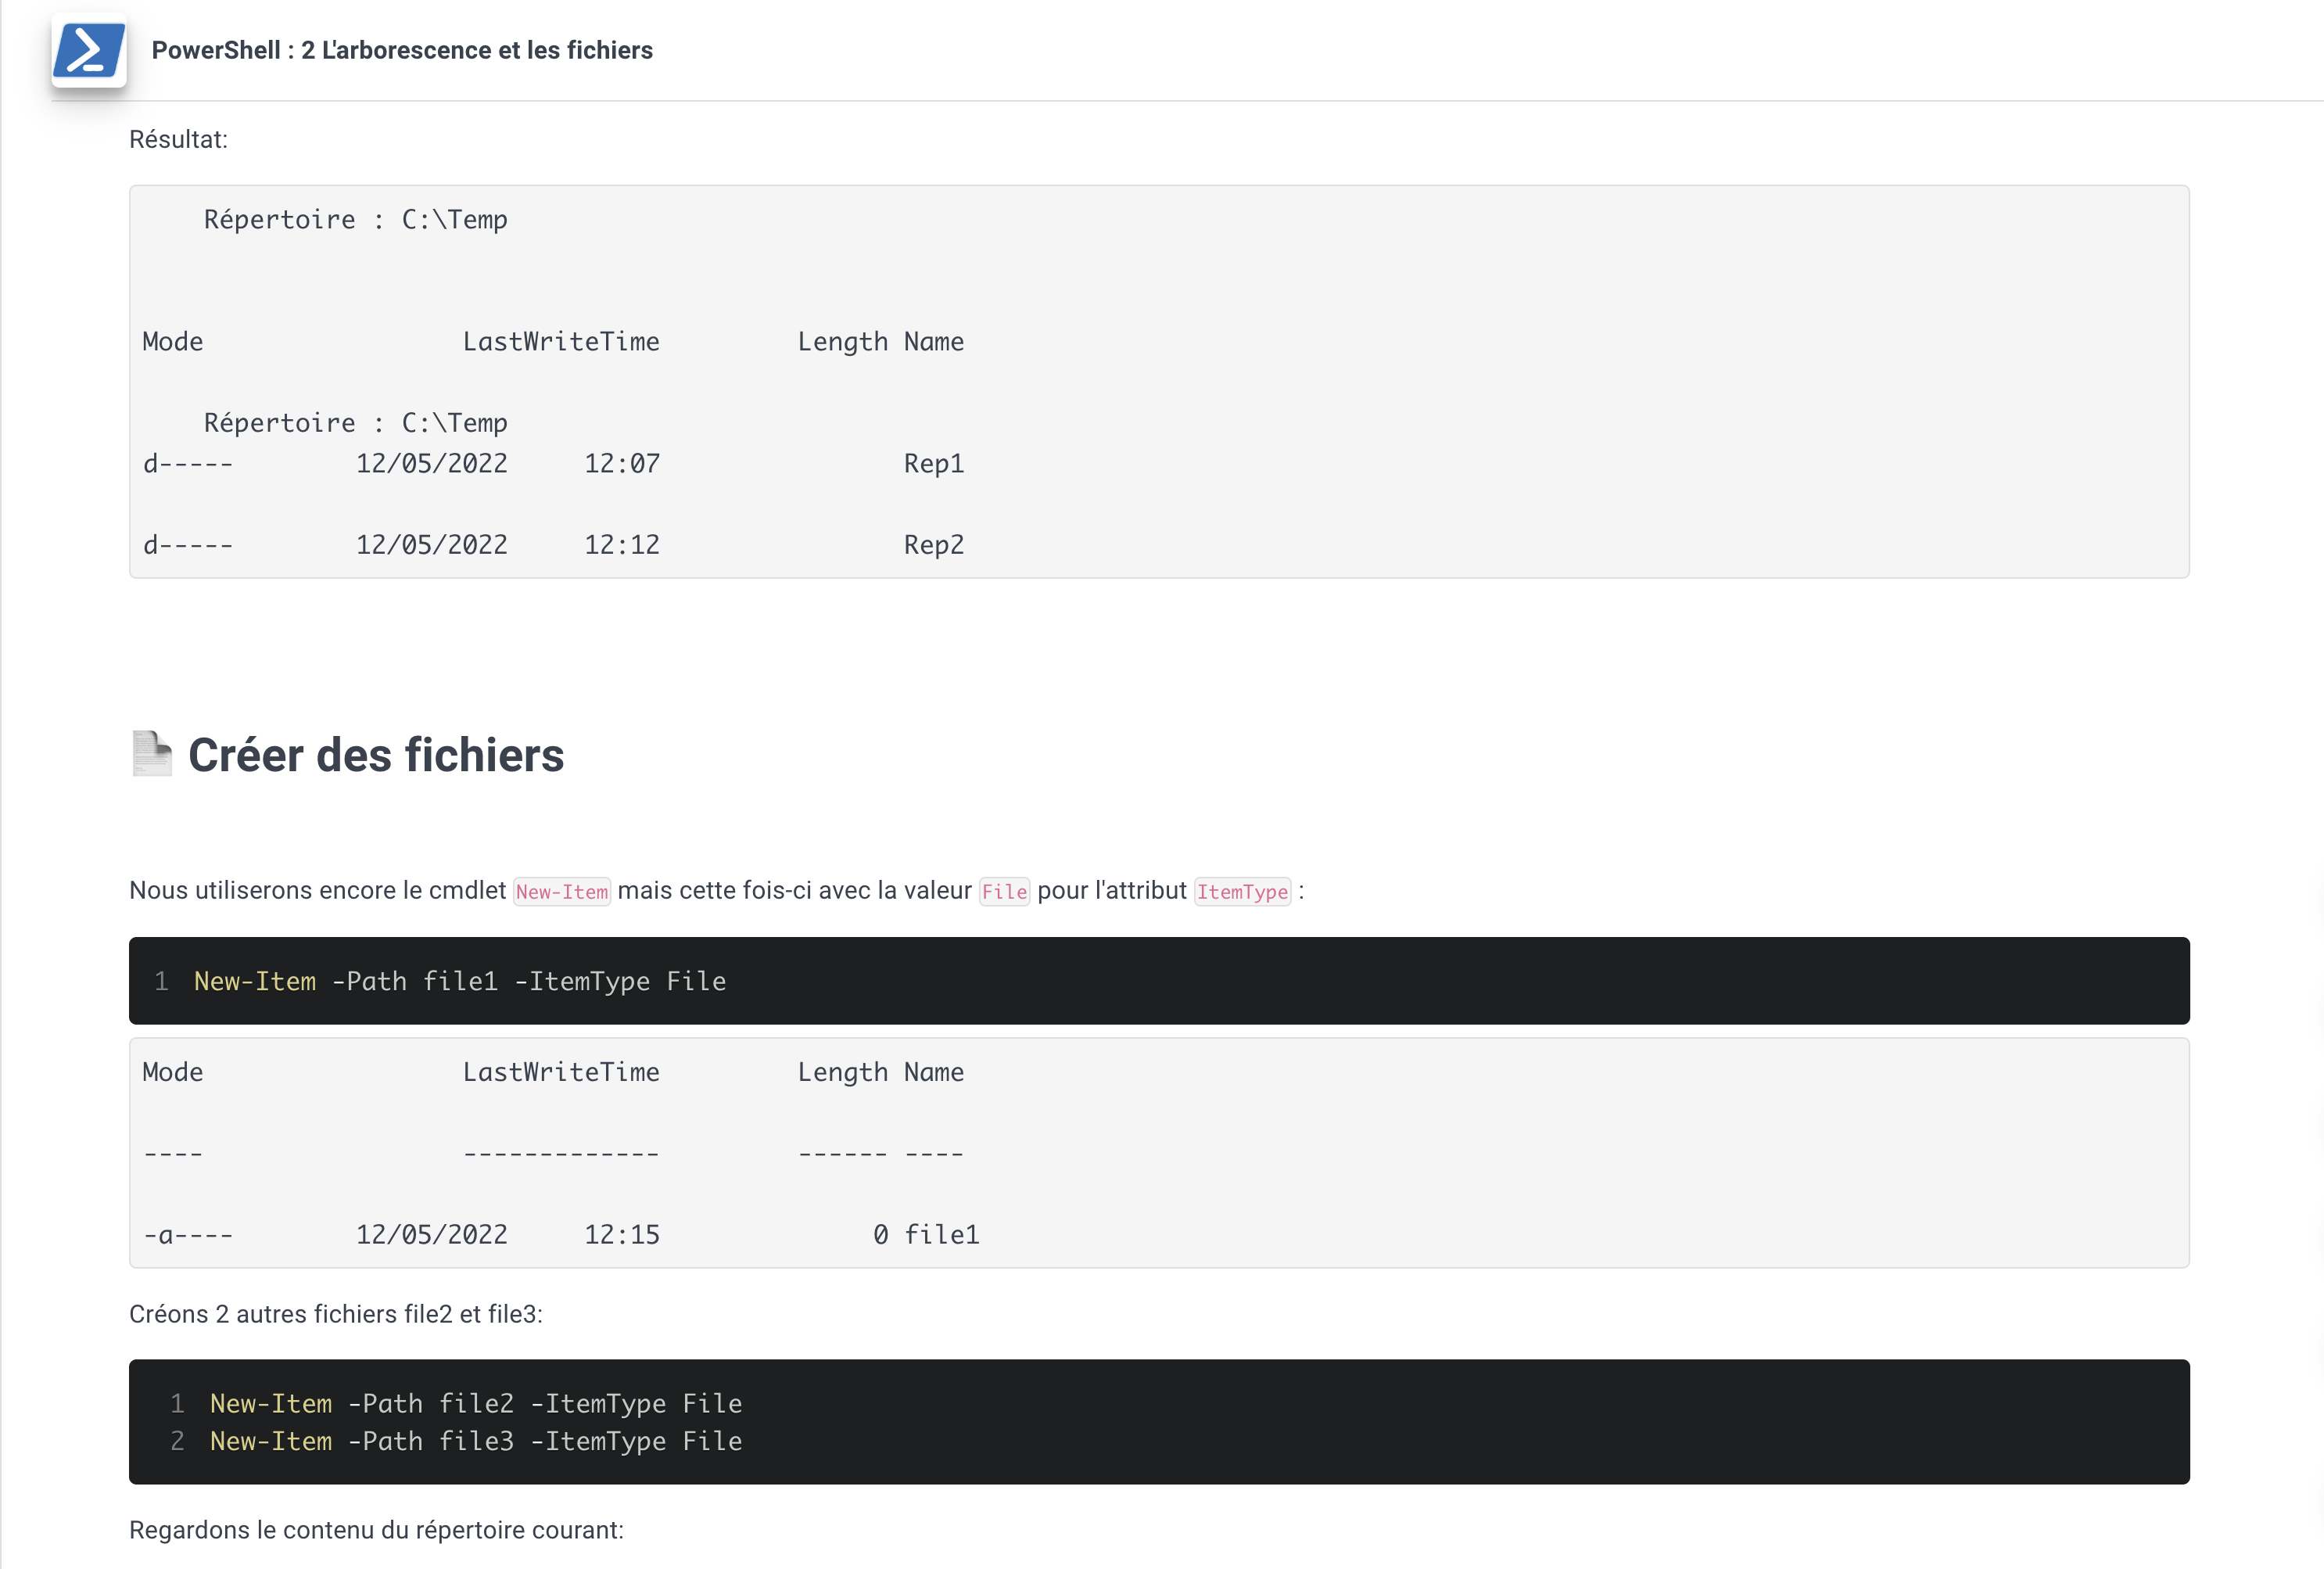 PowerShell : 2 L'arborescence et les fichiers
Résultat:
    Répertoire : C:\Temp
Mode                     LastWriteTime         Length Name
    Répertoire : C:\Temp
d-----        12/05/2022     12:07                Rep1
d-----        12/05/2022     12:12                Rep2
Créer des fichiers
Nous utiliserons encore le cmdlet New-Item mais cette fois-ci avec la valeur File pour l'attribut ItemType :
1 New-Item -Path file1 -ItemType File
Mode                 LastWriteTime         Length Name
----                 -------------         ------ ----
-a----        12/05/2022     12:15              0 file1
Créons 2 autres fichiers file2 et file3:
1 New-Item -Path file2 -ItemType File
2 New-Item -Path file3 -ItemType File
Regardons le contenu du répertoire courant: